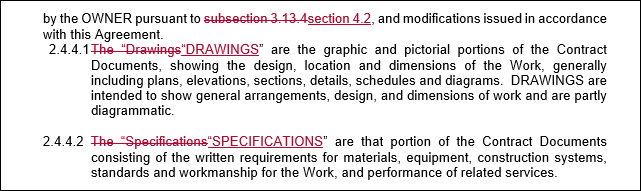 by the OWNER pursuant to subsection 3.13.4section 4.2, and modifications issued in accordance
with this Agreement.
2.4.4.1The “Drawings“DRAWINGS” are the graphic and pictorial portions of the Contract
Documents, showing the design, location and dimensions of the Work, generally
including plans, elevations, sections, details, schedules and diagrams. DRAWINGS are
intended to show general arrangements, design, and dimensions of work and are partly
diagrammatic.
2.4.4.2 The “Specifications“SPECIFICATIONS” are that portion of the Contract Documents
consisting of the written requirements for materials, equipment, construction systems,
standards and workmanship for the Work, and performance of related services.